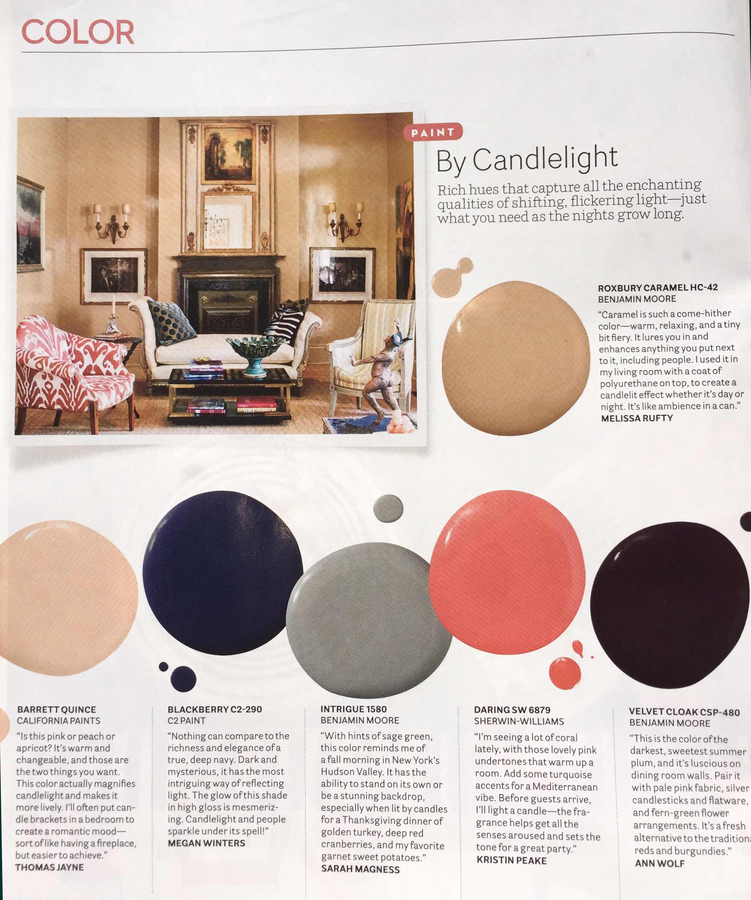 COLOR
PAINT
By Candlelight
Rich hues that capture all the enchanting
qualities of shifting, flickering light—just
what you need as the nights grow long.
ROXBURY CARAMEL HC-42
BENJAMIN MOORE
“Caramel is such a come-hither
color—warm, relaxing, and a tiny
bit fiery. It lures you in and
enhances anything you put next
to it, including people. I used it in
my living room with a coat of
polyurethane on top, to create a
candlelit effect whether it’s day or
night. It’s like ambience in a can.”
MELISSA RUFTY
BARRETT QUINCE
CALIFORNIA PAINTS
“Is this pink or peach or
apricot? It’s warm and
changeable, and those are
the two things you want.
This color actually magnifies
candlelight and makes it
more lively. I’ll often put can-
dle brackets in a bedroom to
create a romantic mood—
sort of like having a fireplace,
but easier to achieve.”
THOMAS JAYNE
BLACKBERRY C2-290
C2 PAINT
“Nothing can compare to the
richness and elegance of a
true, deep navy. Dark and
mysterious, it has the most
intriguing way of reflecting
light. The glow of this shade
in high gloss is mesmeriz-
ing. Candlelight and people
sparkle under its spell!”
MEGAN WINTERS
INTRIGUE 1580
BENJAMIN MOORE
“With hints of sage green,
this color reminds me of
a fall morning in New York’s
Hudson Valley. It has the
ability to stand on its own or
be a stunning backdrop,
especially when lit by candles
for a Thanksgiving dinner of
golden turkey, deep red
cranberries, and my favorite
garnet sweet potatoes.”
SARAH MAGNESS
DARING SW 6879
SHERWIN-WILLIAMS
“I’m seeing a lot of coral
lately, with those lovely pink
undertones that warm up a
room. Add some turquoise
accents for a Mediterranean
vibe. Before guests arrive,
I’ll light a candle—the fra-
grance helps get all the
senses aroused and sets the
tone for a great party.”
KRISTIN PEAKE
VELVET CLOAK CSP-480
BENJAMIN MOORE
“This is the color of the
darkest, sweetest summer
plum, and it’s luscious on
dining room walls. Pair it
with pale pink fabric, silver
candlesticks and flatware,
and fern-green flower
arrangements. It’s a fresh
alternative to the tradition
reds and burgundies.”
ANN WOLF